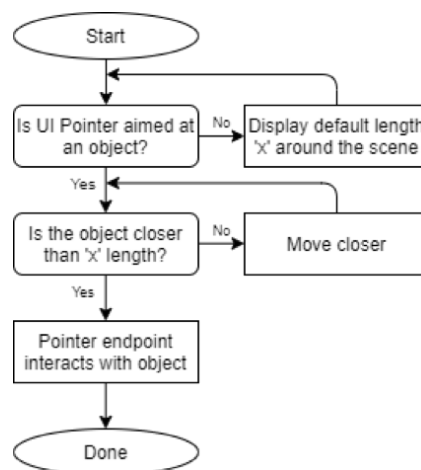 Start
Is UI Pointer aimed at
an object?
No
Display default length
'x' around the scene
Yes
Is the object closer
than 'x' length?
No
Move closer
Yes
Pointer endpoint
interacts with object
Done